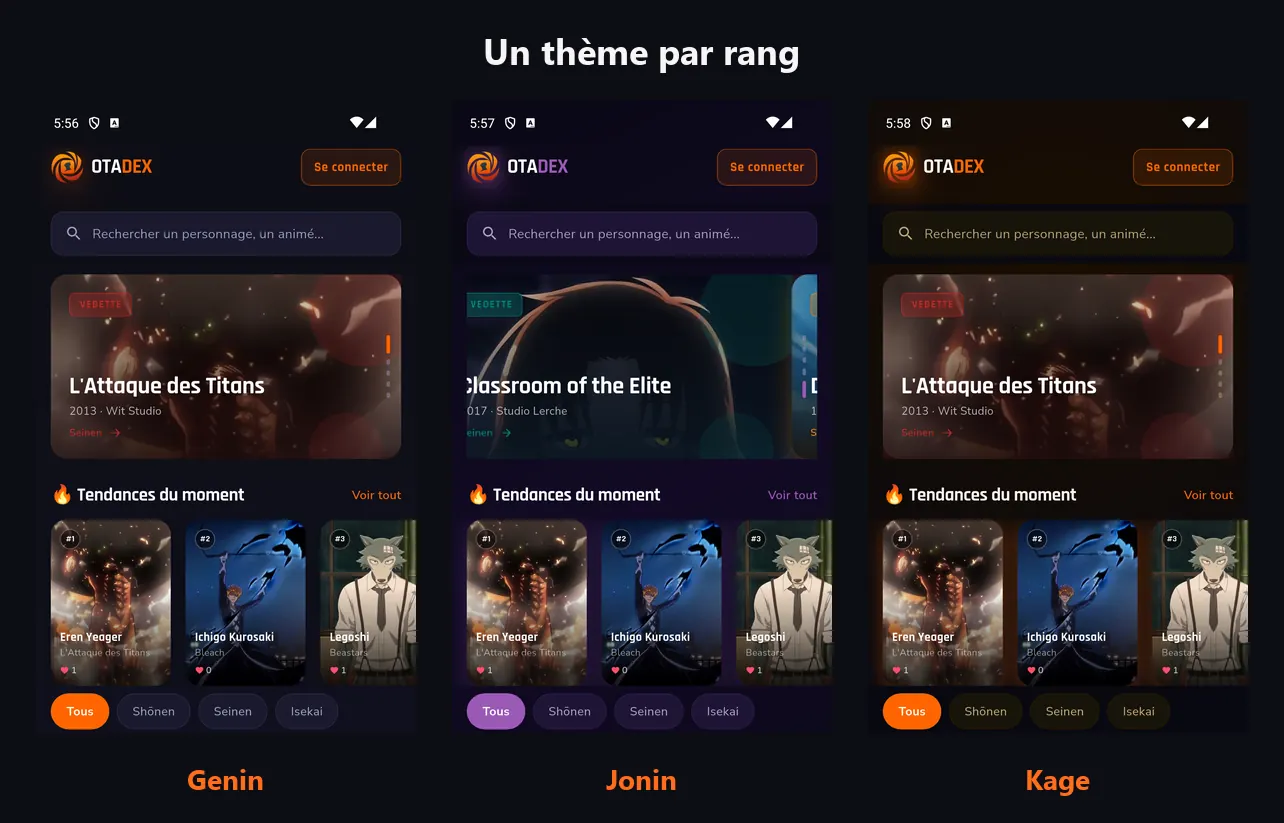 Un thème par rang
5:56
OTADEX
Se connecter
Rechercher un personnage, un animé...
VEDETTE
L'Attaque des Titans
2013 · Wit Studio
Seinen →
🔥 Tendances du moment
Voir tout
#1
Eren Yeager
L'Attaque des Titans
1
#2
Ichigo Kurosaki
Bleach
0
#3
Legoshi
Beastars
1
Tous
Shōnen
Seinen
Isekai
Genin
5:57
OTADEX
Se connecter
Rechercher un personnage, un animé...
VEDETTE
Classroom of the Elite
017 · Studio Lerche
einen →
D
1
S
🔥 Tendances du moment
Voir tout
#1
Eren Yeager
L'Attaque des Titans
1
#2
Ichigo Kurosaki
Bleach
0
#3
Legoshi
Beastars
1
Tous
Shōnen
Seinen
Isekai
Jonin
5:58
OTADEX
Se connecter
Rechercher un personnage, un animé...
VEDETTE
L'Attaque des Titans
2013 · Wit Studio
Seinen →
🔥 Tendances du moment
Voir tout
#1
Eren Yeager
L'Attaque des Titans
1
#2
Ichigo Kurosaki
Bleach
0
#3
Legoshi
Beastars
1
Tous
Shōnen
Seinen
Isekai
Kage